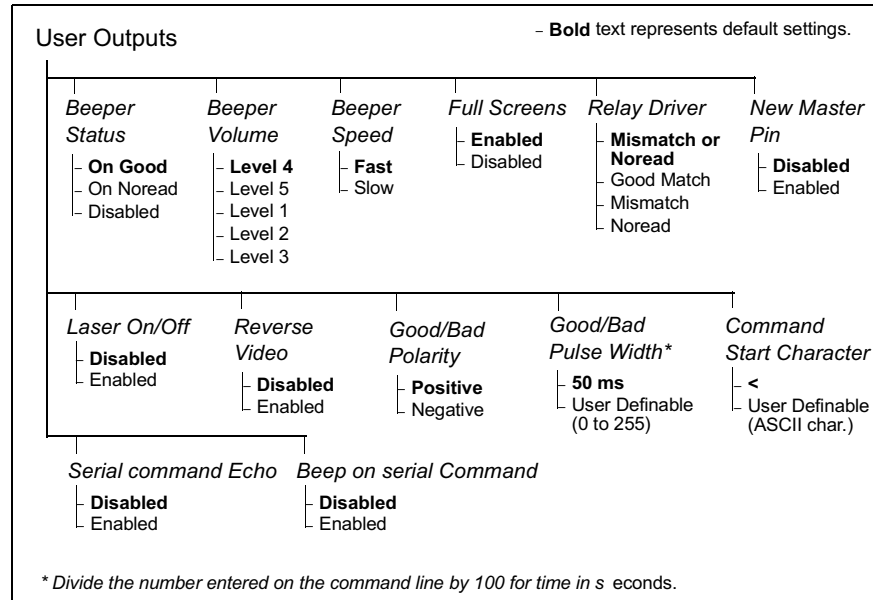 User Outputs
– Bold text represents default settings.
Beeper
Status
– On Good
– On Noread
– Disabled
Beeper
Volume
– Level 4
– Level 5
– Level 1
– Level 2
– Level 3
Beeper
Speed
– Fast
– Slow
Full Screens
– Enabled
– Disabled
Relay Driver
– Mismatch or
Noread
– Good Match
– Mismatch
– Noread
New Master
Pin
– Disabled
– Enabled
Laser On/Off
– Disabled
– Enabled
Reverse
Video
– Disabled
– Enabled
Good/Bad
Polarity
– Positive
– Negative
Good/Bad
Pulse Width*
– 50 ms
– User Definable
(0 to 255)
Command
Start Character
– <
– User Definable
(ASCII char.)
Serial command Echo
– Disabled
– Enabled
Beep on serial Command
– Disabled
– Enabled
* Divide the number entered on the command line by 100 for time in s econds.